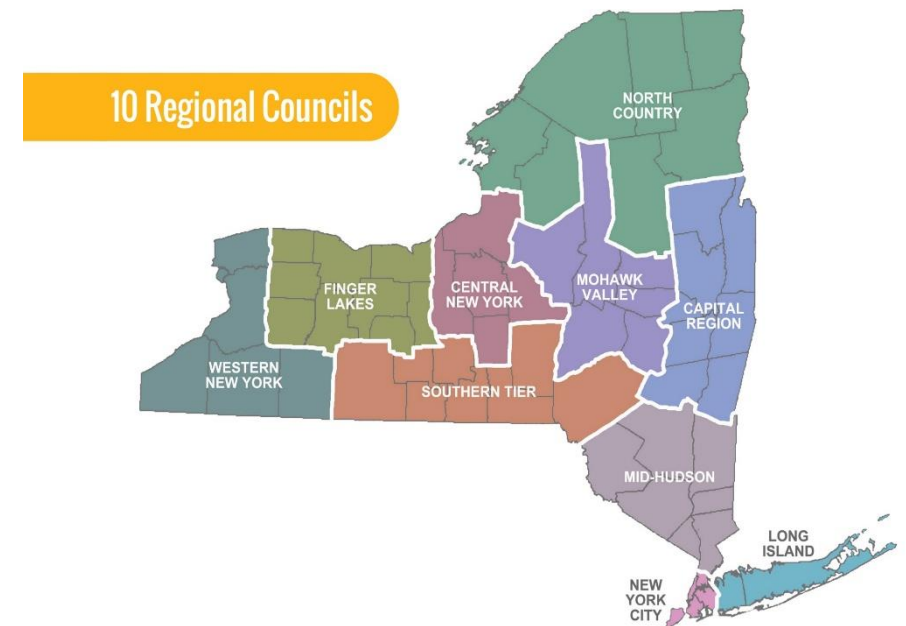 10 Regional Councils
NORTH
COUNTRY
FINGER
LAKES
CENTRAL
NEW YORK
MOHAWK
VALLEY
CAPITAL
REGION
WESTERN
NEW YORK
SOUTHERN TIER
MID-HUDSON
LONG
ISLAND
NEW
YORK
CITY